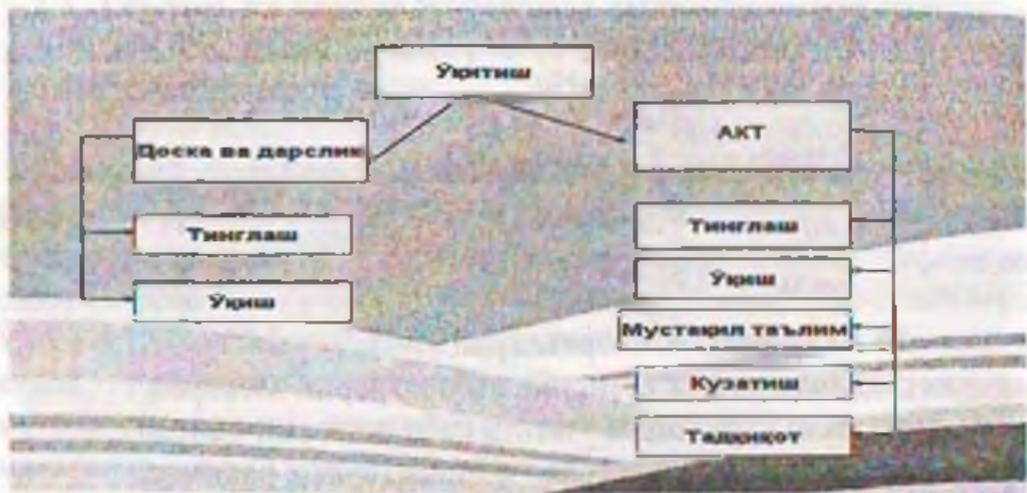 Ўқитиш
Доска ва дарслик
АКТ
Тинглаш
Ўқиш
Тинглаш
Ўқиш
Мустақил таълим
Кузатиш
Тадқиқот